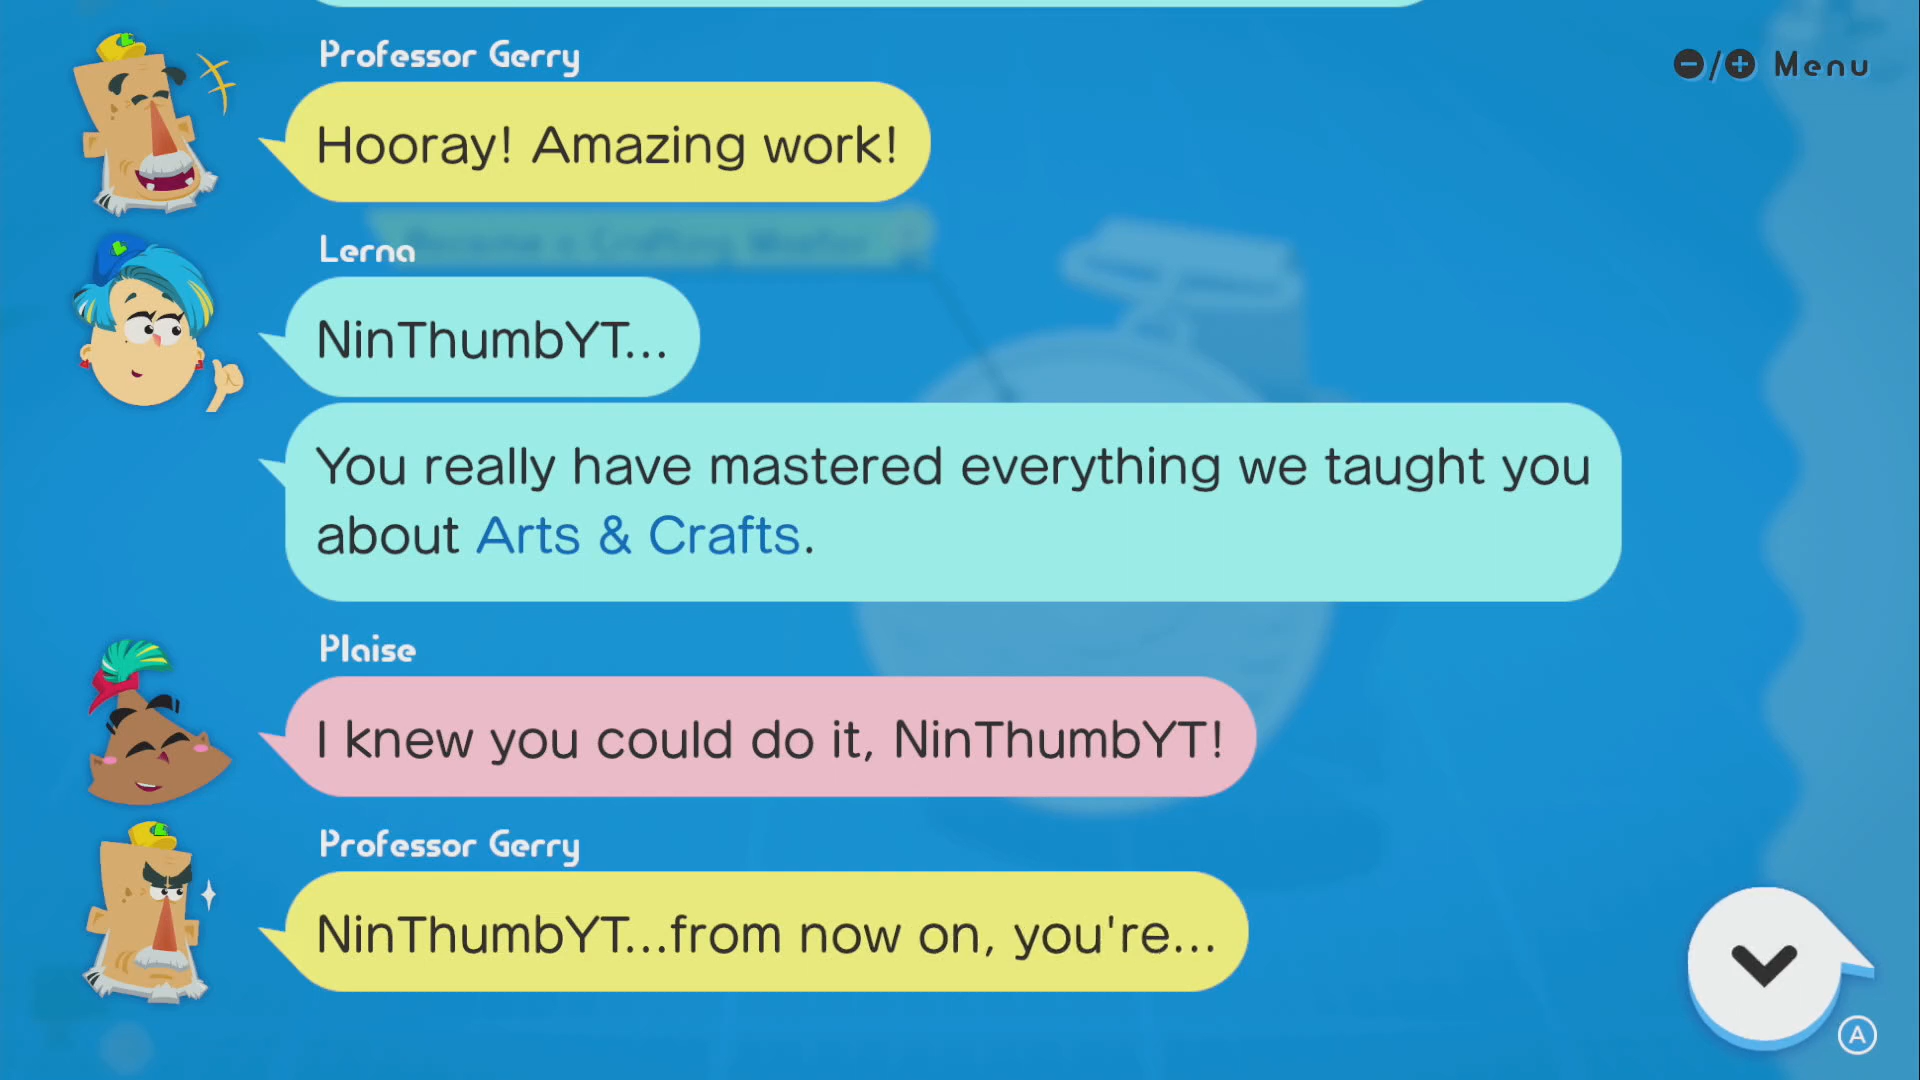 Professor Gerry
Hooray! Amazing work!
-/+ Menu
Lerna
NinThumbYT...
You really have mastered everything we taught you
about Arts & Crafts.
Plaise
I knew you could do it, NinThumbYT!
Professor Gerry
NinThumbYT...from now on, you're...
A